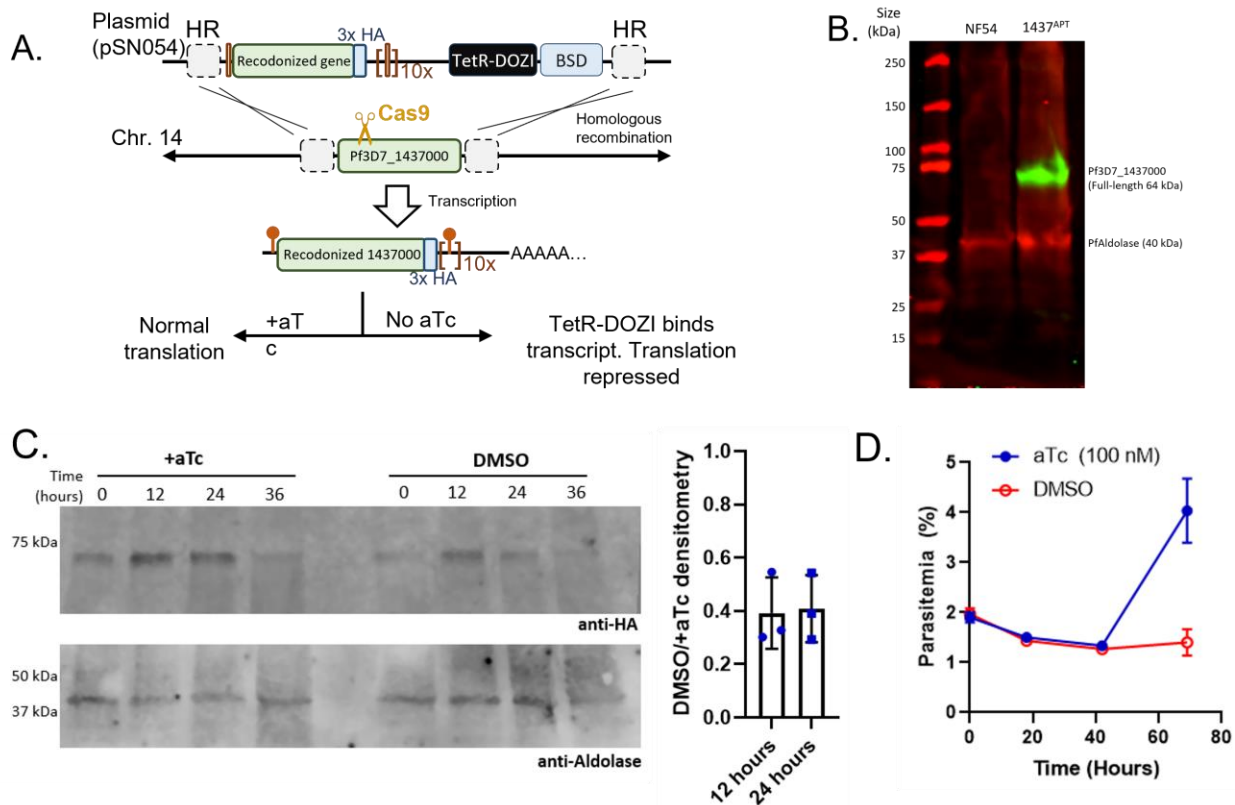 A.
Plasmid
(pSN054)
HR
Recodonized gene
3x HA
10x
TetR-DOZI
BSD
HR
Cas9
Homologous
recombination
Chr. 14
Pf3D7_1437000
Transcription
Recodonized 1437000
3x HA
10x
AAAAA...
Normal
translation
+aT
c
No aTc
TetR-DOZI binds
transcript. Translation
repressed
B.
Size
(kDa)
NF54
1437APT
250
150
100
75
50
37
25
15
Pf3D7_1437000
(Full-length 64 kDa)
PfAldolase (40 kDa)
C.
+aTc
DMSO
Time
(hours)
0 12 24 36
0 12 24 36
75 kDa
anti-HA
50 kDa
37 kDa
anti-Aldolase
DMSO/+aTc densitometry
1.0
0.8
0.6
0.4
0.2
0.0
12 hours
24 hours
D.
aTc (100 nM)
DMSO
Parasitemia (%)
5
4
3
2
1
0
0 20 40 60 80
Time (Hours)